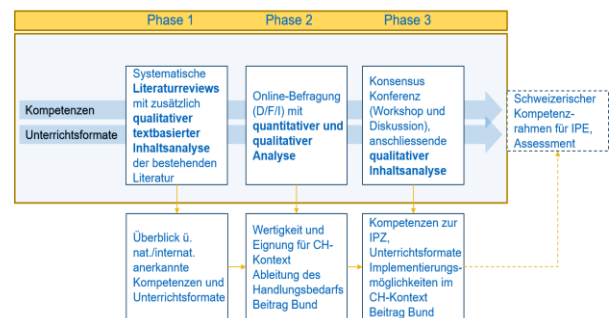 Phase 1
Phase 2
Phase 3
Kompetenzen
Unterrichtsformate
Systematische
Literaturreviews
mit zusätzlich
qualitativer
textbasierter
Inhaltsanalyse
der bestehenden
Literatur
Online-Befragung
(D/F/I) mit
quantitativer und
qualitativer
Analyse
Konsensus
Konferenz
(Workshop und
Diskussion),
anschliessende
qualitativer
Inhaltsanalyse
Schweizerischer
Kompetenz-
rahmen für IPE,
Assessment
Überblick ü.
nat./internat.
anerkannte
Kompetenzen und
Unterrichtsformate
Wertigkeit und
Eignung für CH-
Kontext
Ableitung des
Handlungsbedarfs
Beitrag Bund
Kompetenzen zur
IPZ,
Unterrichtsformate
Implementierungs-
möglichkeiten im
CH-Kontext
Beitrag Bund